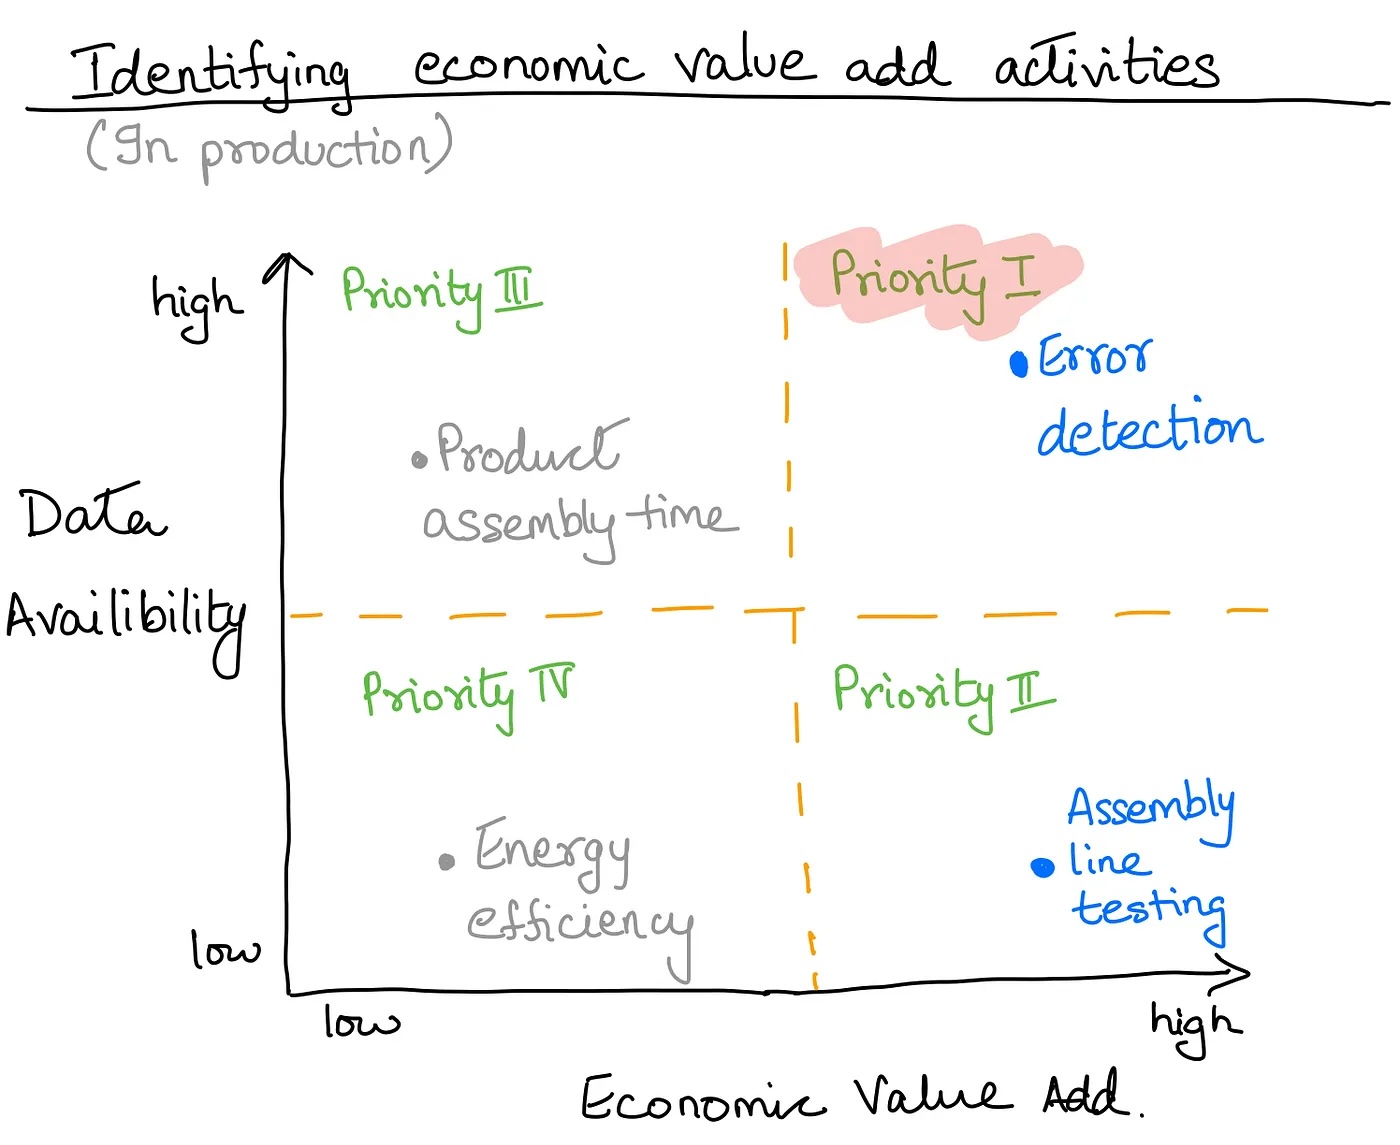 Identifying economic value add activities
(In production)
high
Priority III
Priority I
• Error
detection
• Product
assembly time
Data
Availibility
Priority IV
Priority II
Assembly
• line
testing
• Energy
efficiency
low
low
high
Economic Value Add.